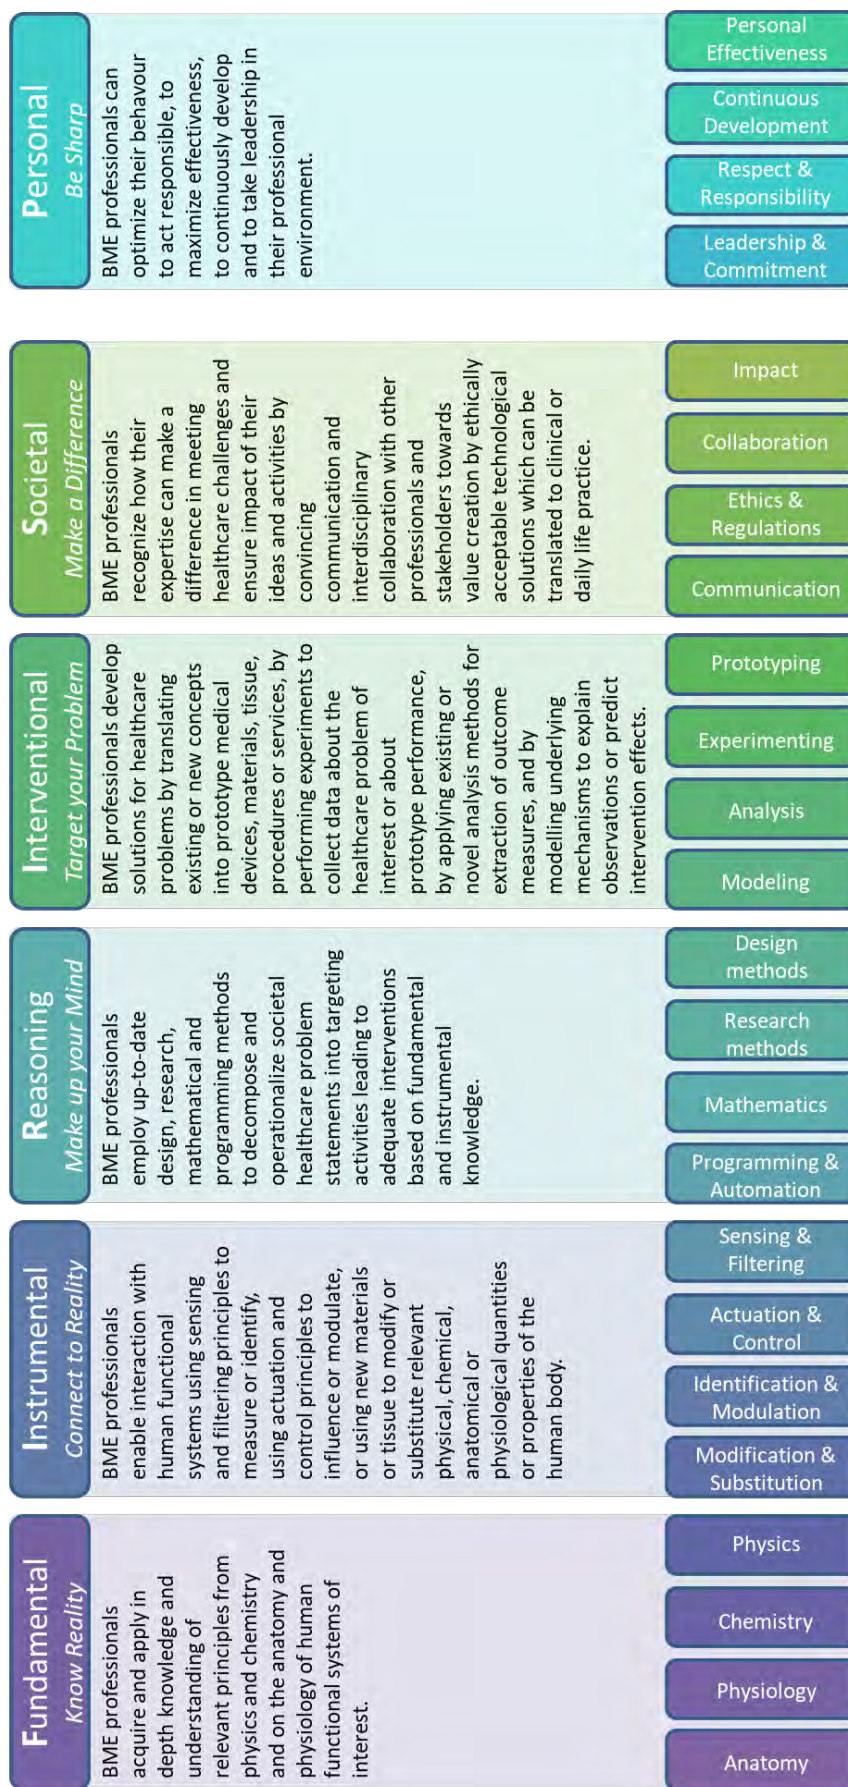 Fundamental
Know Reality
BME professionals
acquire and apply in
depth knowledge and
understanding of
relevant principles from
physics and chemistry
and on the anatomy and
physiology of human
functional systems of
interest.
Anatomy
Physiology
Chemistry
Physics
Instrumental
Connect to Reality
BME professionals
enable interaction with
human functional
systems using sensing
and filtering principles to
measure or identify,
using actuation and
control principles to
influence or modulate,
or using new materials
or tissue to modify or
substitute relevant
physical, chemical,
anatomical or
physiological quantities
or properties of the
human body.
Modification &
Substitution
Identification &
Modulation
Actuation &
Control
Sensing &
Filtering
Reasoning
Make up your Mind
BME professionals
employ up-to-date
design, research,
mathematical and
programming methods
to decompose and
operationalize societal
healthcare problem
statements into targeting
activities leading to
adequate interventions
based on fundamental
and instrumental
knowledge.
Programming &
Automation
Mathematics
Research
methods
Design
methods
Interventional
Target your Problem
BME professionals develop
solutions for healthcare
problems by translating
existing or new concepts
into prototype medical
devices, materials, tissue,
procedures or services, by
performing experiments to
collect data about the
healthcare problem of
interest or about
prototype performance,
by applying existing or
novel analysis methods for
extraction of outcome
measures, and by
modelling underlying
mechanisms to explain
observations or predict
intervention effects.
Modeling
Analysis
Experimenting
Prototyping
Societal
Make a Difference
BME professionals
recognize how their
expertise can make a
difference in meeting
healthcare challenges and
ensure impact of their
ideas and activities by
convincing
communication and
interdisciplinary
collaboration with other
professionals and
stakeholders towards
value creation by ethically
acceptable technological
solutions which can be
translated to clinical or
daily life practice.
Communication
Ethics &
Regulations
Collaboration
Impact
Personal
Be Sharp
BME professionals can
optimize their behavour
to act responsible, to
maximize effectiveness,
to continuously develop
and to take leadership in
their professional
environment.
Leadership &
Commitment
Respect &
Responsibility
Continuous
Development
Personal
Effectiveness